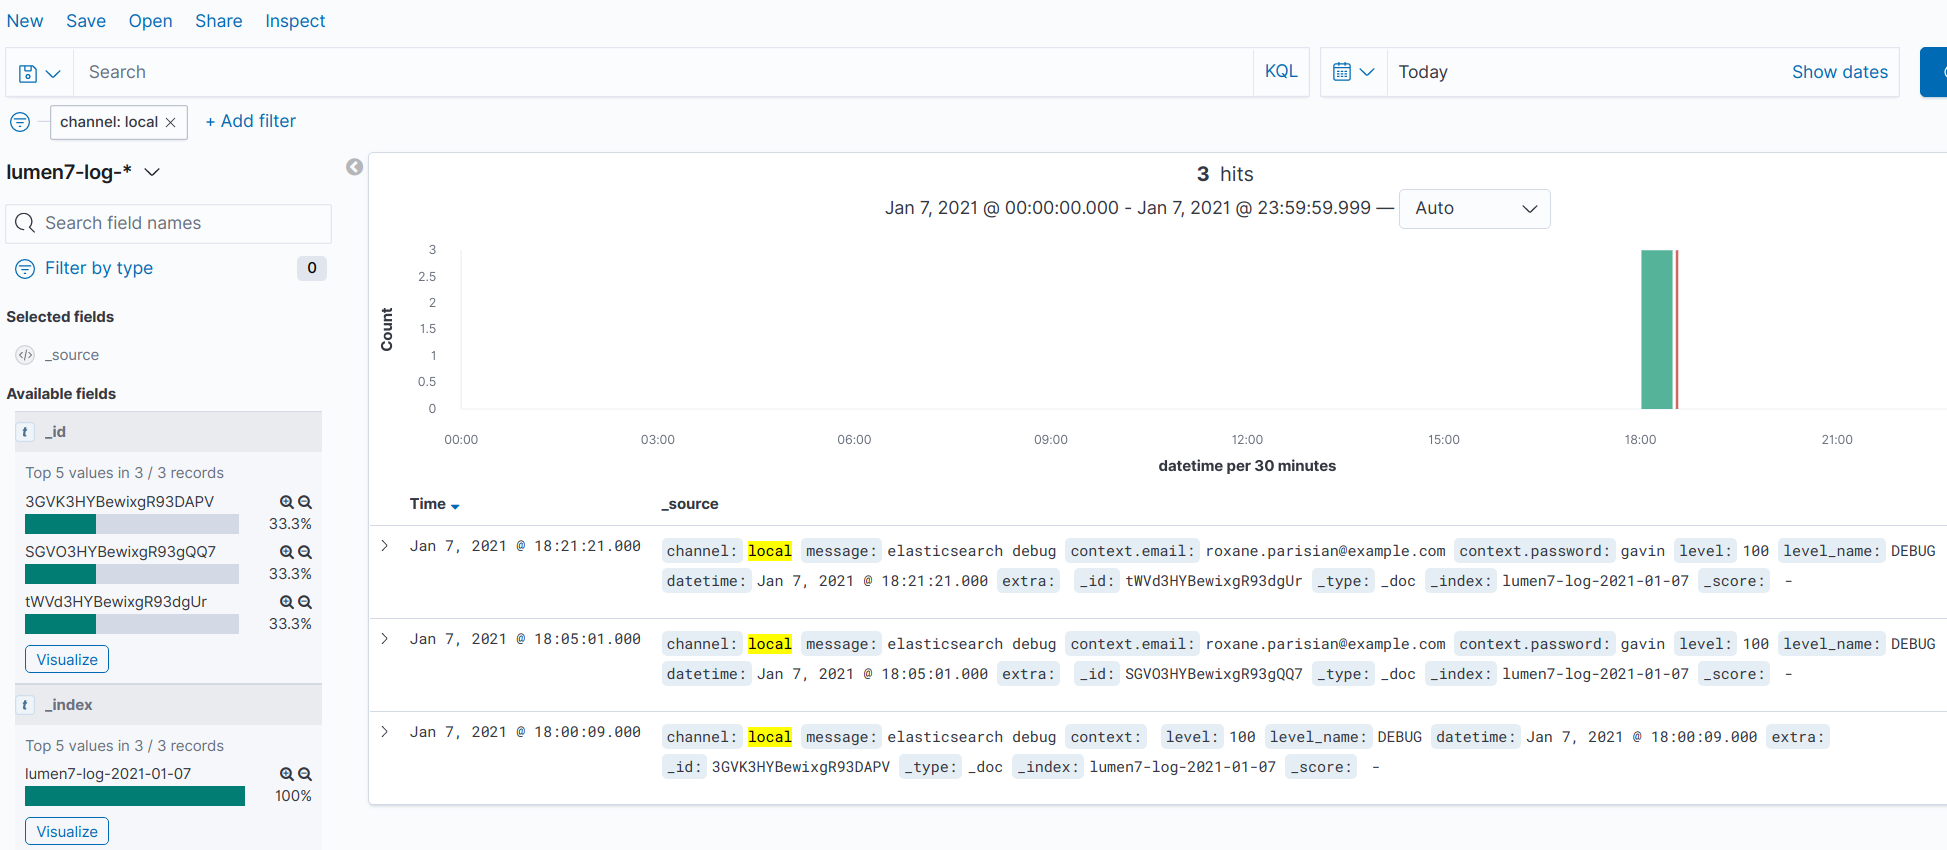 New Save Open Share Inspect
Search KQL Today Show dates
channel: local × + Add filter
lumen7-log-*
Search field names
Filter by type 0
Selected fields
_source
Available fields
t _id
Top 5 values in 3 / 3 records
3GVK3HYBewixgR93DAPV
33.3%
SGVO3HYBewixgR93gQQ7
33.3%
tWVd3HYBewixgR93dgUr
33.3%
Visualize
t _index
Top 5 values in 3 / 3 records
lumen7-log-2021-01-07
100%
Visualize
3 hits
Jan 7, 2021 @ 00:00:00.000 - Jan 7, 2021 @ 23:59:59.999 — Auto
Count
3
2.5
2
1.5
1
0.5
0
00:00 03:00 06:00 09:00 12:00 15:00 18:00 21:00
datetime per 30 minutes
Time _source
Jan 7, 2021 @ 18:21:21.000 channel: local message: elasticsearch debug context.email: roxane.parisian@example.com context.password: gavin level: 100 level_name: DEBUG
datetime: Jan 7, 2021 @ 18:21:21.000 extra: _id: tWVd3HYBewixgR93dgUr _type: _doc _index: lumen7-log-2021-01-07 _score: -
Jan 7, 2021 @ 18:05:01.000 channel: local message: elasticsearch debug context.email: roxane.parisian@example.com context.password: gavin level: 100 level_name: DEBUG
datetime: Jan 7, 2021 @ 18:05:01.000 extra: _id: SGVO3HYBewixgR93gQQ7 _type: _doc _index: lumen7-log-2021-01-07 _score: -
Jan 7, 2021 @ 18:00:09.000 channel: local message: elasticsearch debug context: level: 100 level_name: DEBUG datetime: Jan 7, 2021 @ 18:00:09.000 extra:
_id: 3GVK3HYBewixgR93DAPV _type: _doc _index: lumen7-log-2021-01-07 _score: -